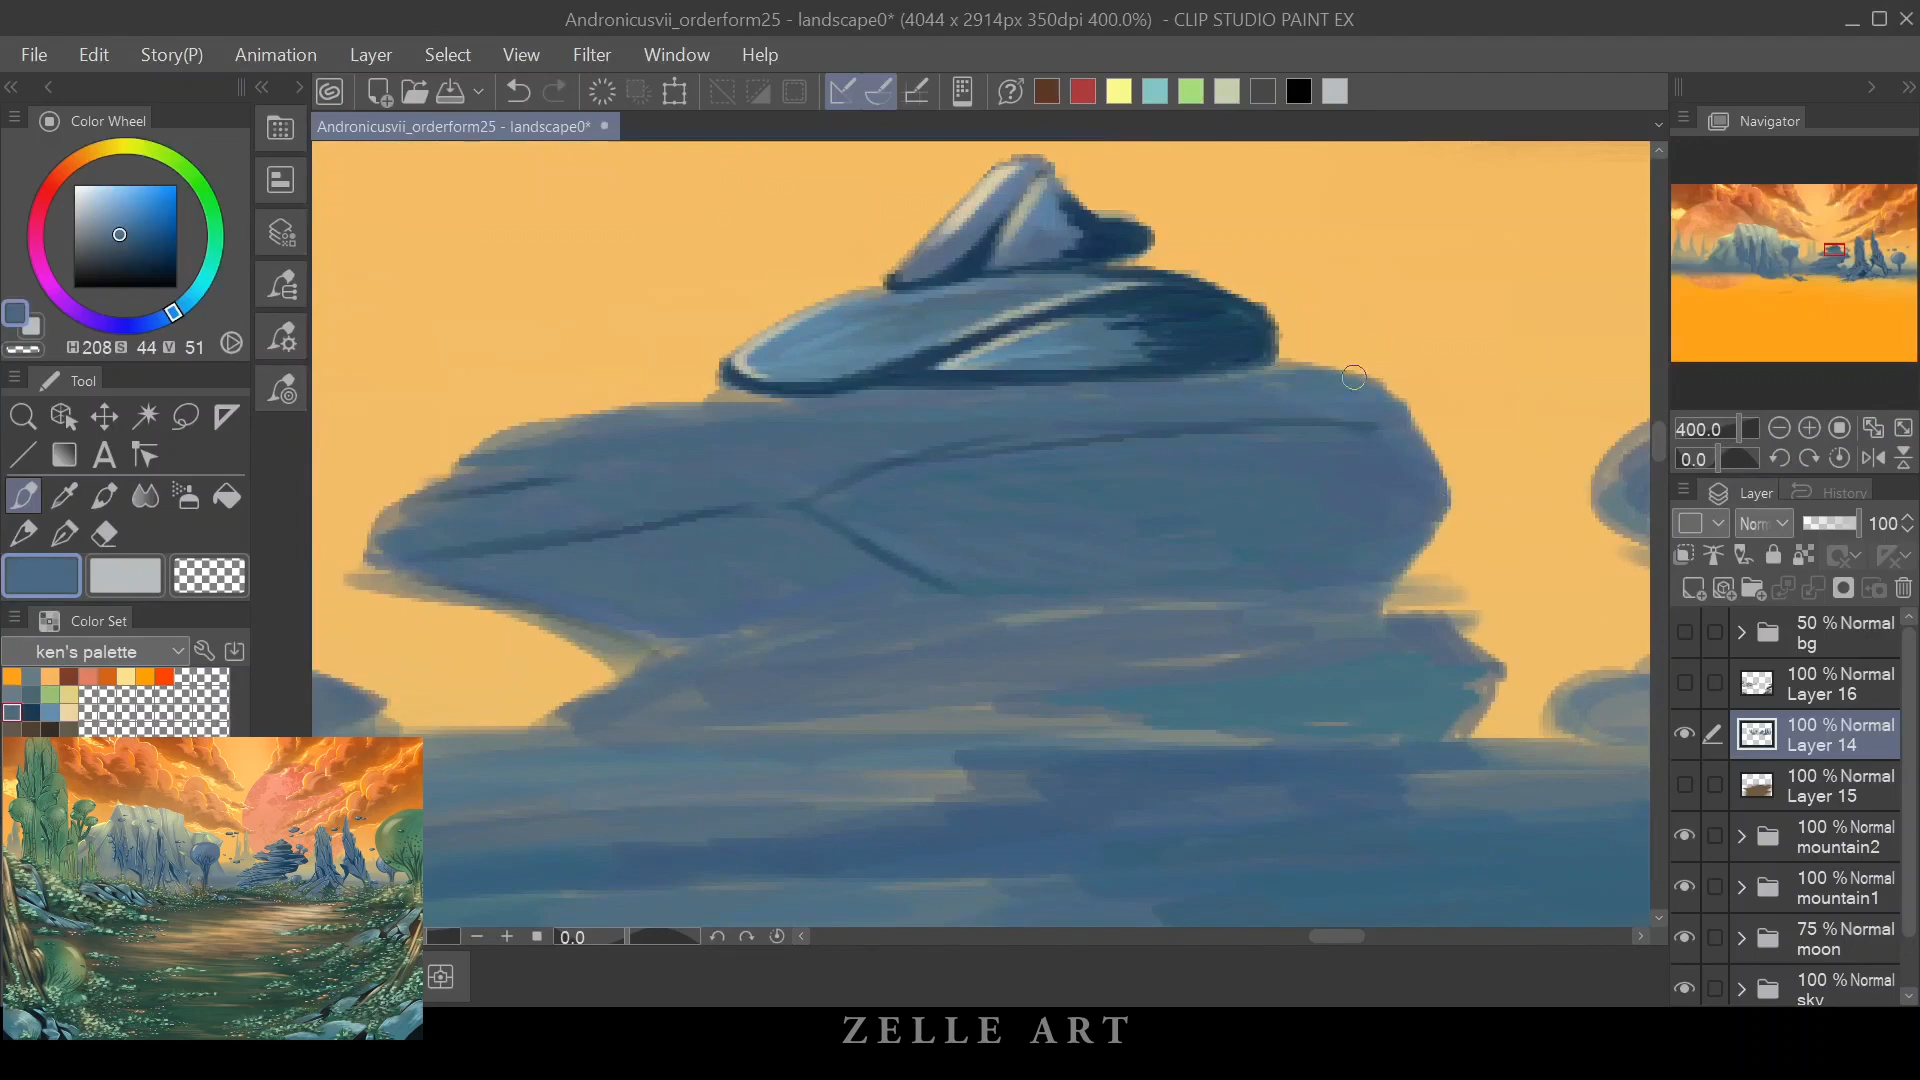 Andronicusvii_orderform25 - landscape0* (4044 x 2914px 350dpi 400.0%)  - CLIP STUDIO PAINT EX
File Edit Story(P) Animation Layer Select View Filter Window Help
Andronicusvii_orderform25 - landscape0*
Color Wheel
H 208 S 44 V 51
Tool
Color Set
ken's palette
Navigator
400.0
0.0
Layer History
Norm 100
50 % Normal
bg
100 % Normal
Layer 16
100 % Normal
Layer 14
100 % Normal
Layer 15
100 % Normal
mountain2
100 % Normal
mountain1
75 % Normal
moon
100 % Normal
sky
0.0
ZELLE ART